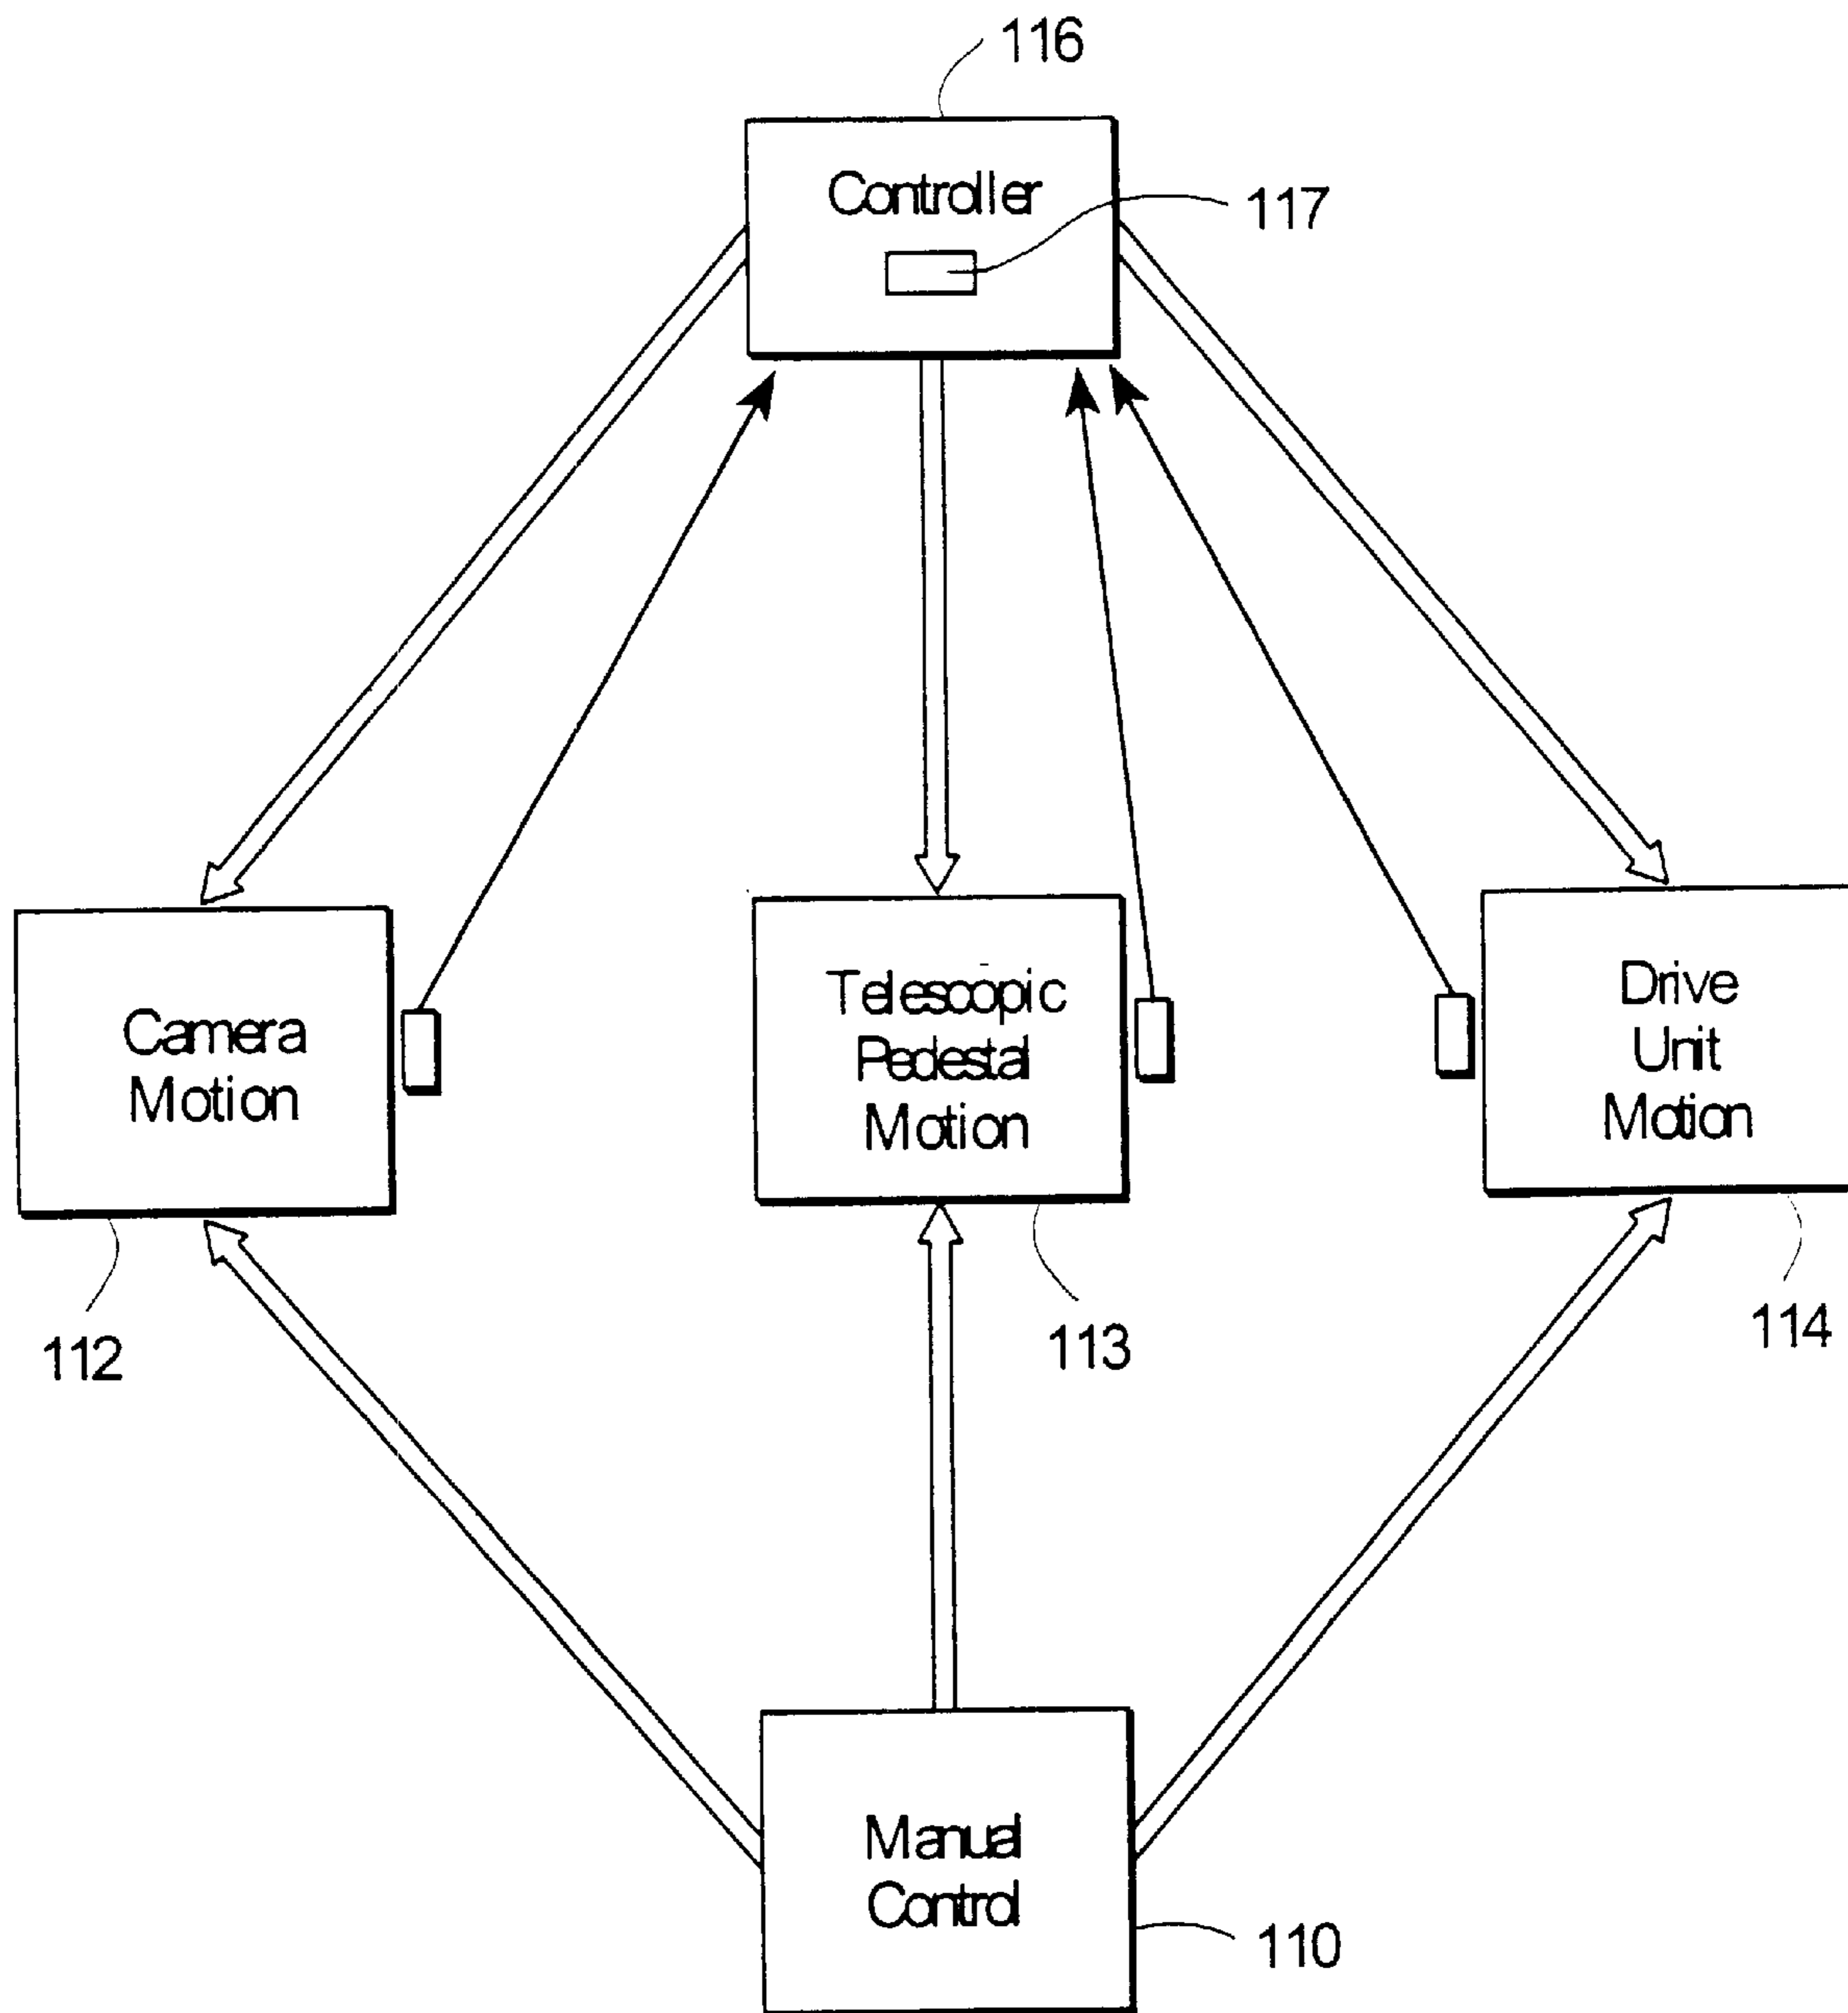 116
Controller
117
Camera
Motion
Telescopic
Pedestal
Motion
Drive
Unit
Motion
112
113
114
Manual
Control
110